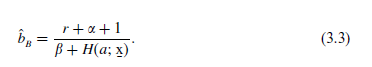 b̂_B = (r + α + 1) / (β + H(a; x̲)). (3.3)